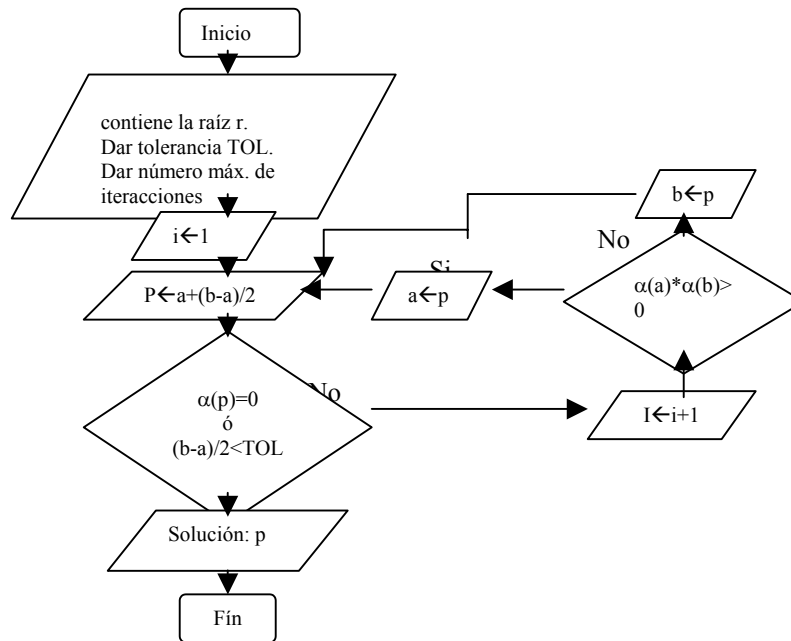 Inicio
contiene la raíz r.
Dar tolerancia TOL.
Dar número máx. de
iteracciones
i←1
P←a+(b-a)/2
α(p)=0
ó
(b-a)/2<TOL
No
I←i+1
α(a)*α(b)>
0
Si
a←p
No
b←p
Solución: p
Fín